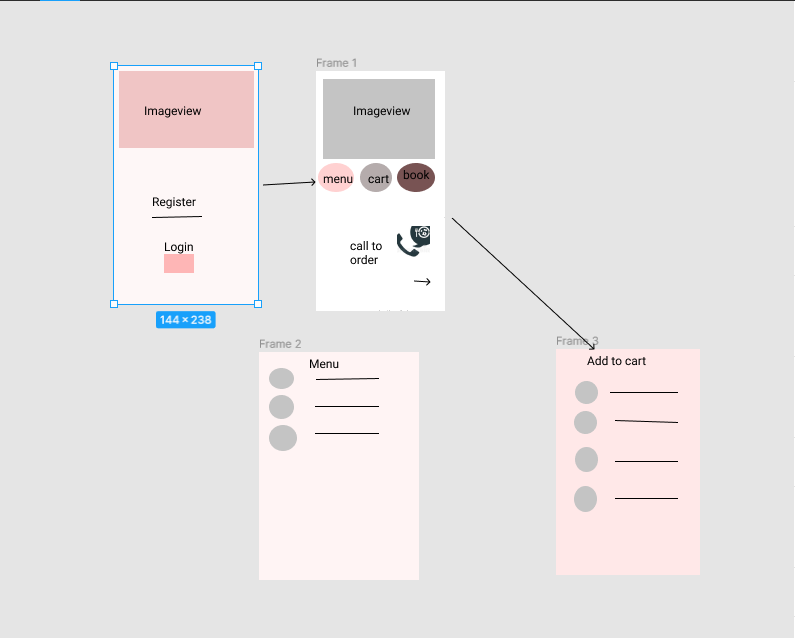 Frame 1
Imageview
Imageview
menu
cart
book
Register
Login
call to
order
144 × 238
Frame 2
Frame 3
Menu
Add to cart